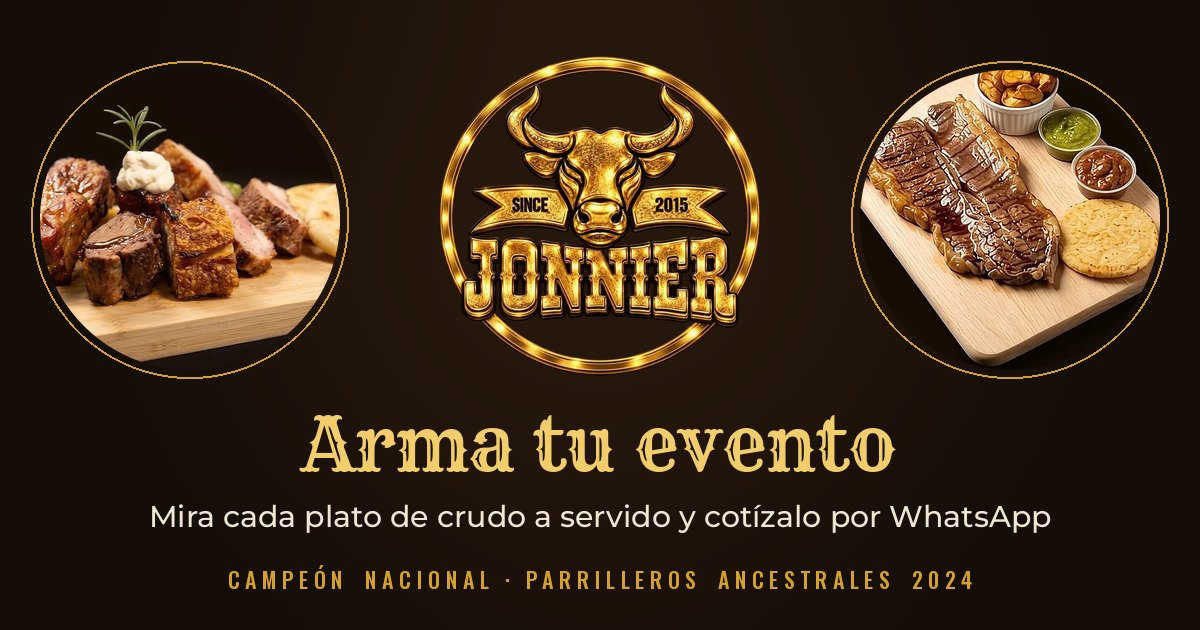 SINCE 2015
JONNIER
Arma tu evento
Mira cada plato de crudo a servido y cotízalo por WhatsApp
CAMPEÓN NACIONAL · PARRILLEROS ANCESTRALES 2024